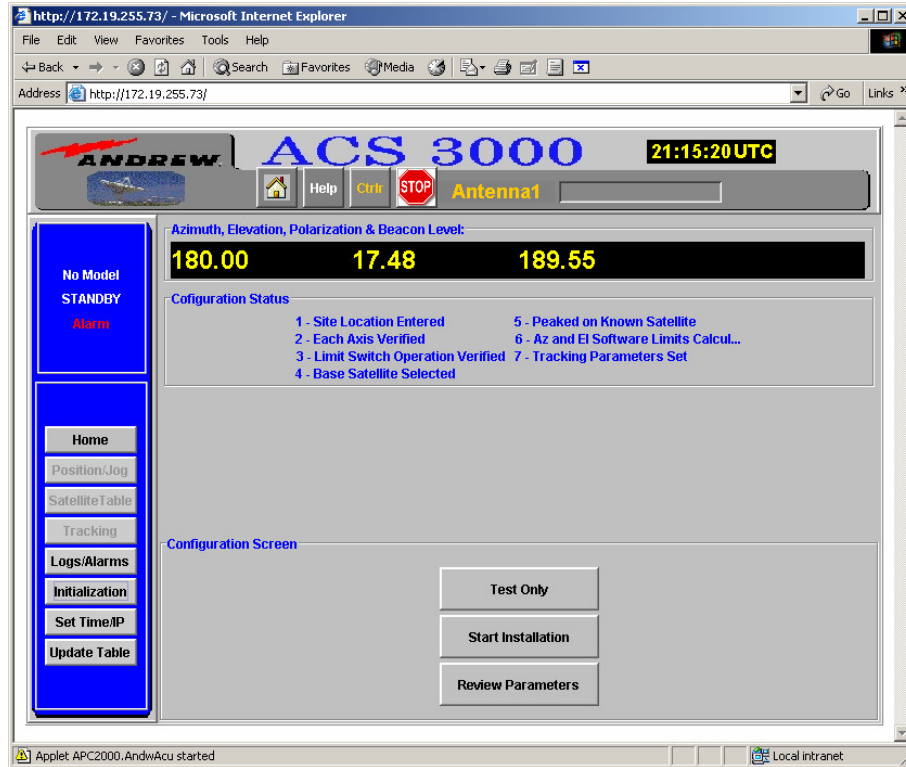 http://172.19.255.73/ - Microsoft Internet Explorer
File Edit View Favorites Tools Help
Back Search Favorites Media
Address http://172.19.255.73/ Go Links »
ANDREW. ACS 3000 21:15:20 UTC
Help Ctrlr STOP Antenna1
Azimuth, Elevation, Polarization & Beacon Level:
180.00 17.48 189.55
No Model
STANDBY
Alarm
Cofiguration Status
1 - Site Location Entered 5 - Peaked on Known Satellite
2 - Each Axis Verified 6 - Az and El Software Limits Calcul...
3 - Limit Switch Operation Verified 7 - Tracking Parameters Set
4 - Base Satellite Selected
Home
Position/Jog
SatelliteTable
Tracking
Logs/Alarms
Initialization
Set Time/IP
Update Table
Configuration Screen
Test Only
Start Installation
Review Parameters
Applet APC2000.AndwAcu started Local intranet